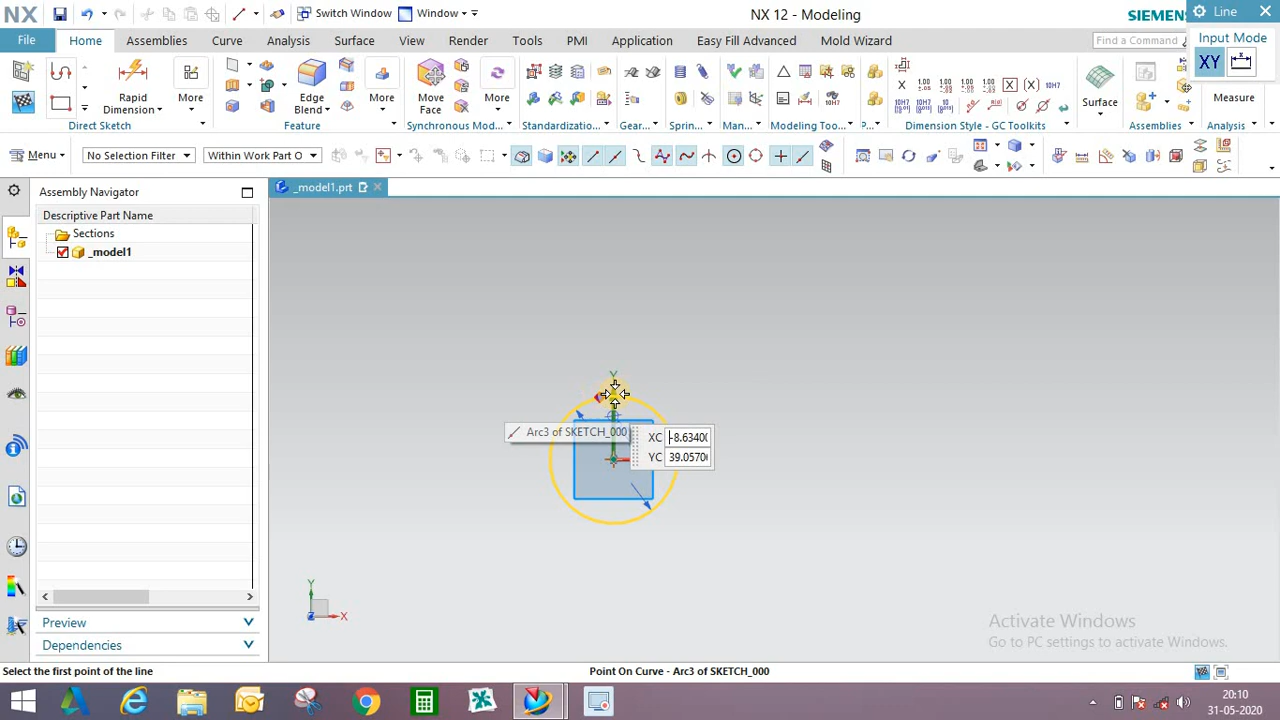 NX
Switch Window
Window
NX 12 - Modeling
SIEMENS
Line
File
Home
Assemblies
Curve
Analysis
Surface
View
Render
Tools
PMI
Application
Easy Fill Advanced
Mold Wizard
Find a Command
Input Mode
XY
Rapid
Dimension
More
Edge
Blend
More
Move
Face
More
Surface
Measure
Direct Sketch
Feature
Synchronous Mod...
Standardizatio...
Gear...
Sprin...
Man...
Modeling Too...
P...
Dimension Style - GC Toolkits
Assemblies
Analysis
Menu
No Selection Filter
Within Work Part O
Assembly Navigator
_model1.prt
Descriptive Part Name
Sections
_model1
Y
Arc3 of SKETCH_000
XC
-8.63400
YC
39.0570
Y
Z
X
Preview
Dependencies
Activate Windows
Go to PC settings to activate Windows.
Select the first point of the line
Point On Curve - Arc3 of SKETCH_000
20:10
31-05-2020